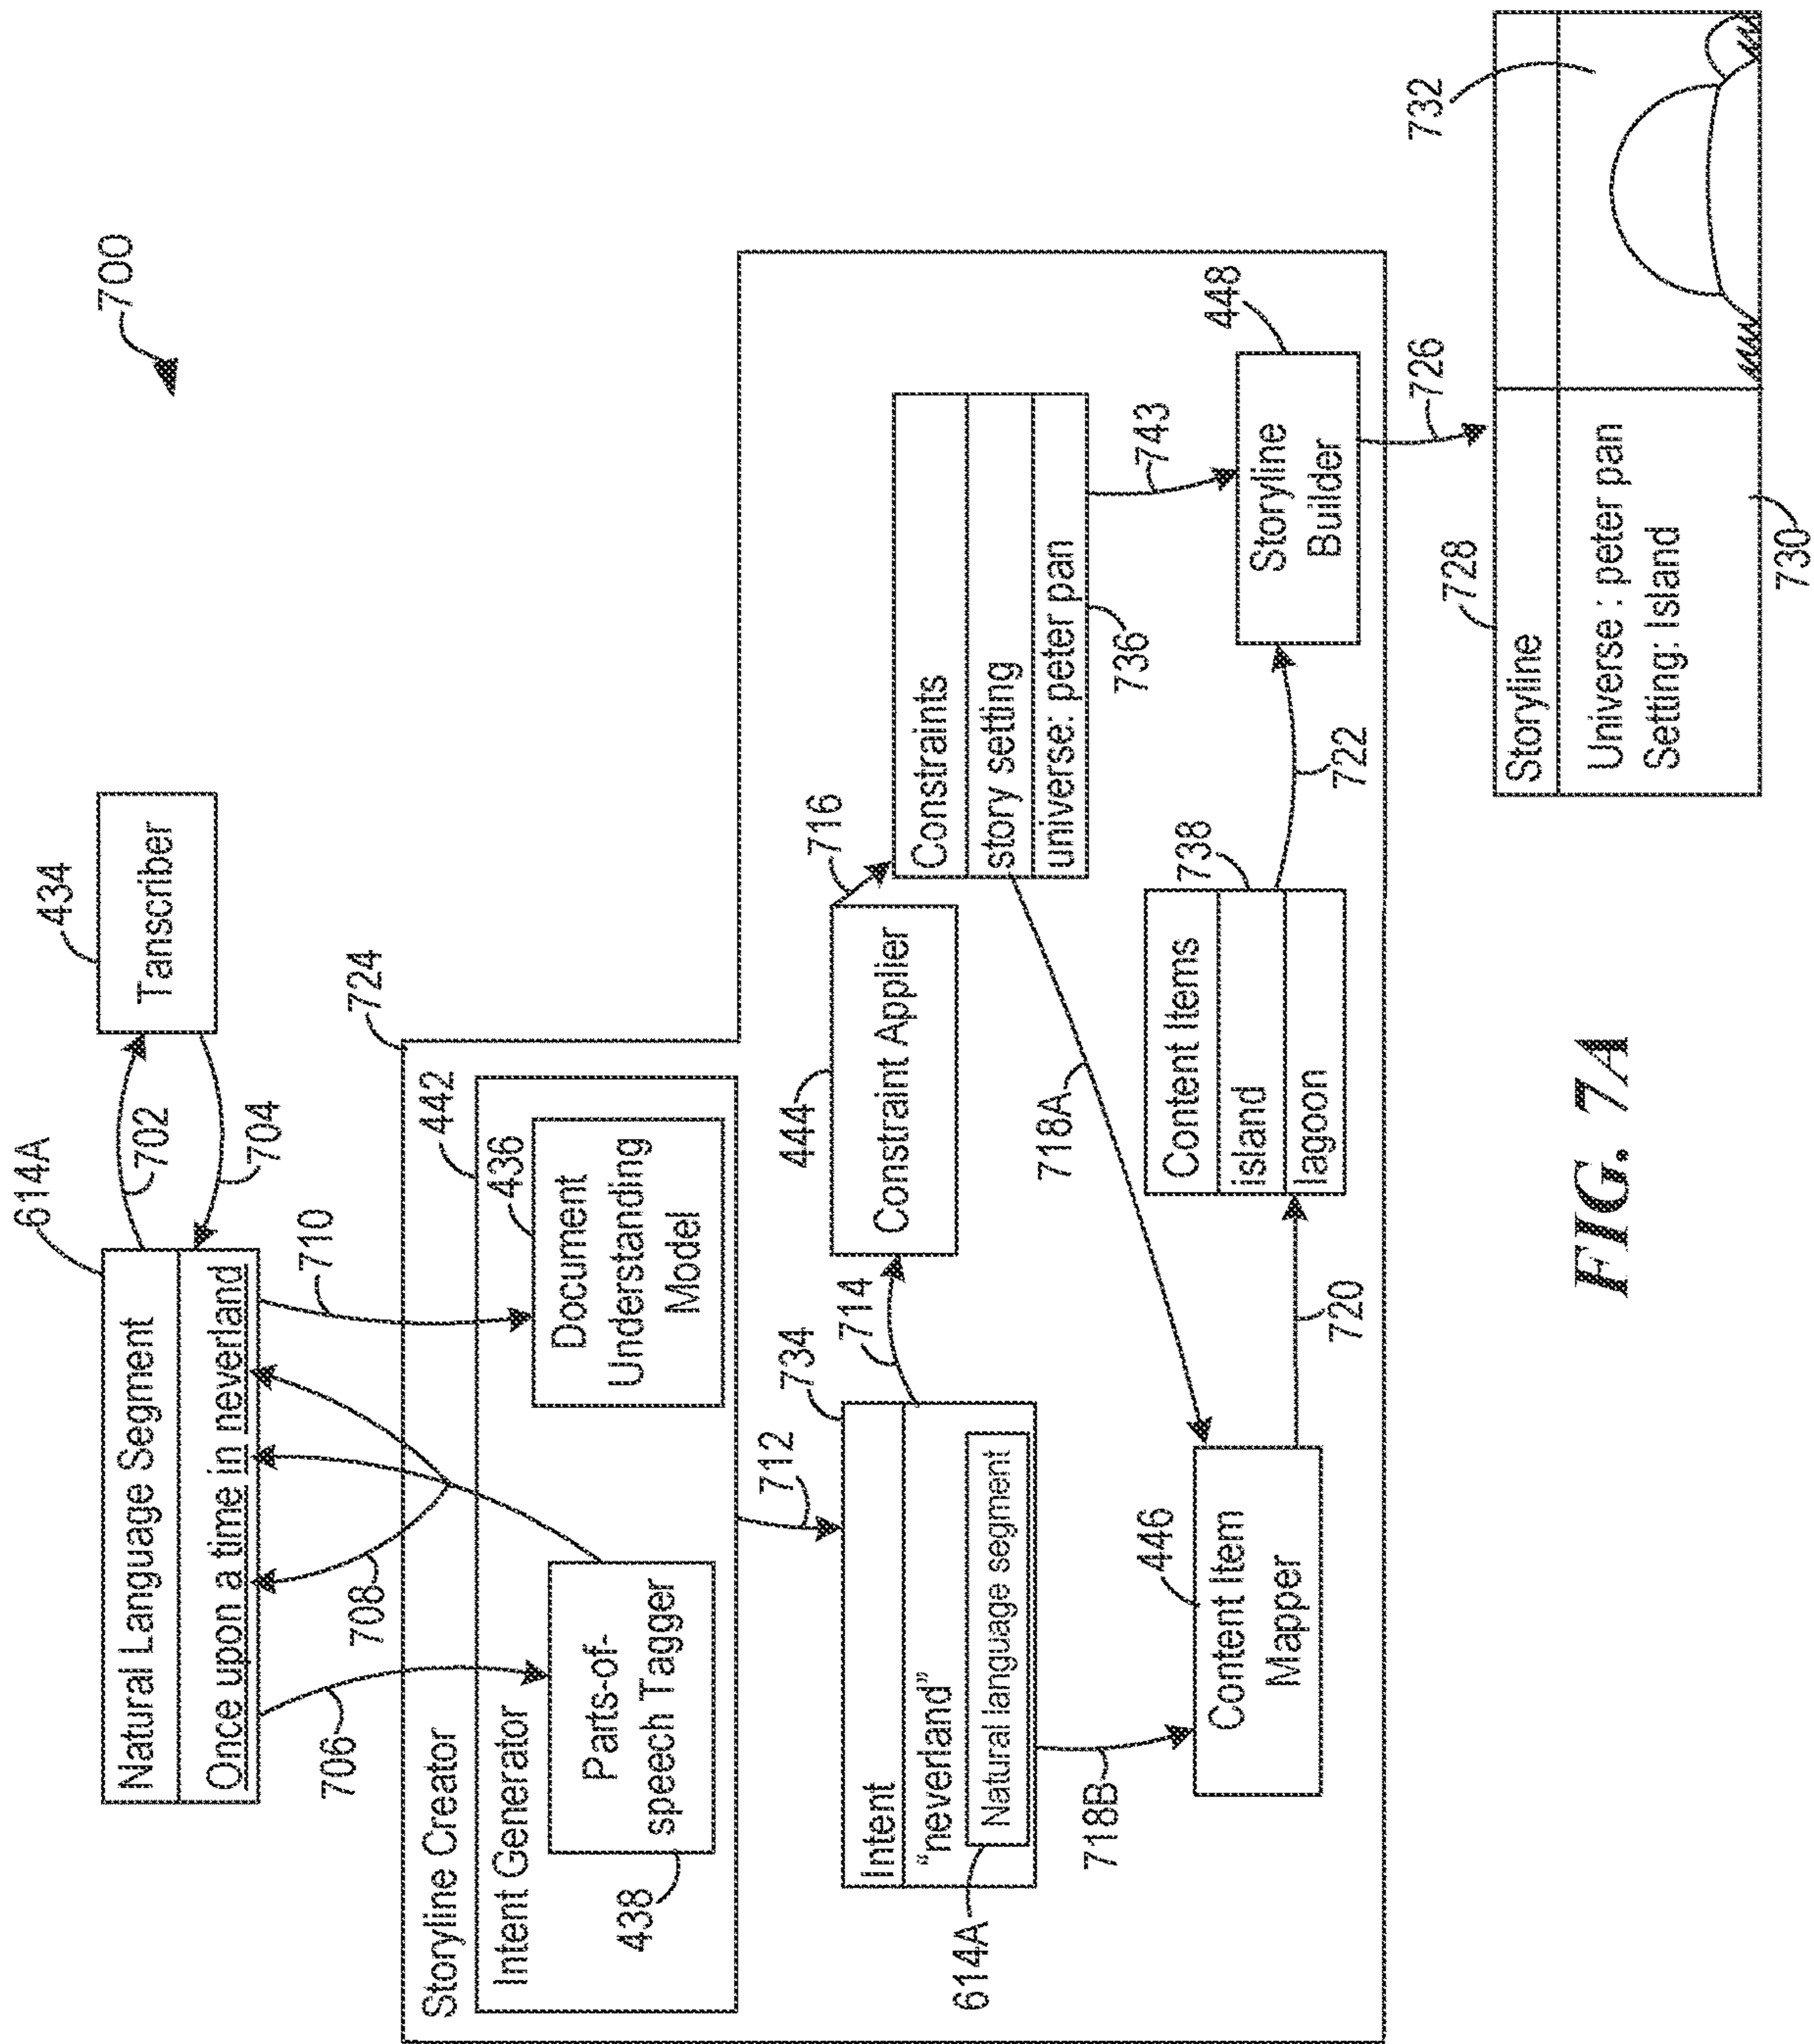 700
614A
434
Natural Language Segment
Once upon a time in neverland
Tanscriber
702
704
706
708
710
724
Storyline Creator
442
Intent Generator
438
Parts-of-
speech Tagger
436
Document
Understanding
Model
712
734
Intent
"neverland"
Natural language segment
614A
714
444
Constraint Applier
716
Constraints
story setting
universe: peter pan
736
718A
718B
446
Content Item
Mapper
720
738
Content Items
island
lagoon
722
743
448
Storyline
Builder
726
728
Storyline
Universe : peter pan
Setting: Island
730
732
FIG. 7A